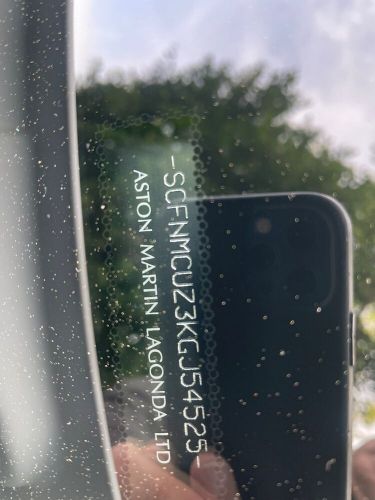 -SCFNMCUZ3KGJ54525-
ASTON MARTIN LAGONDA LTD